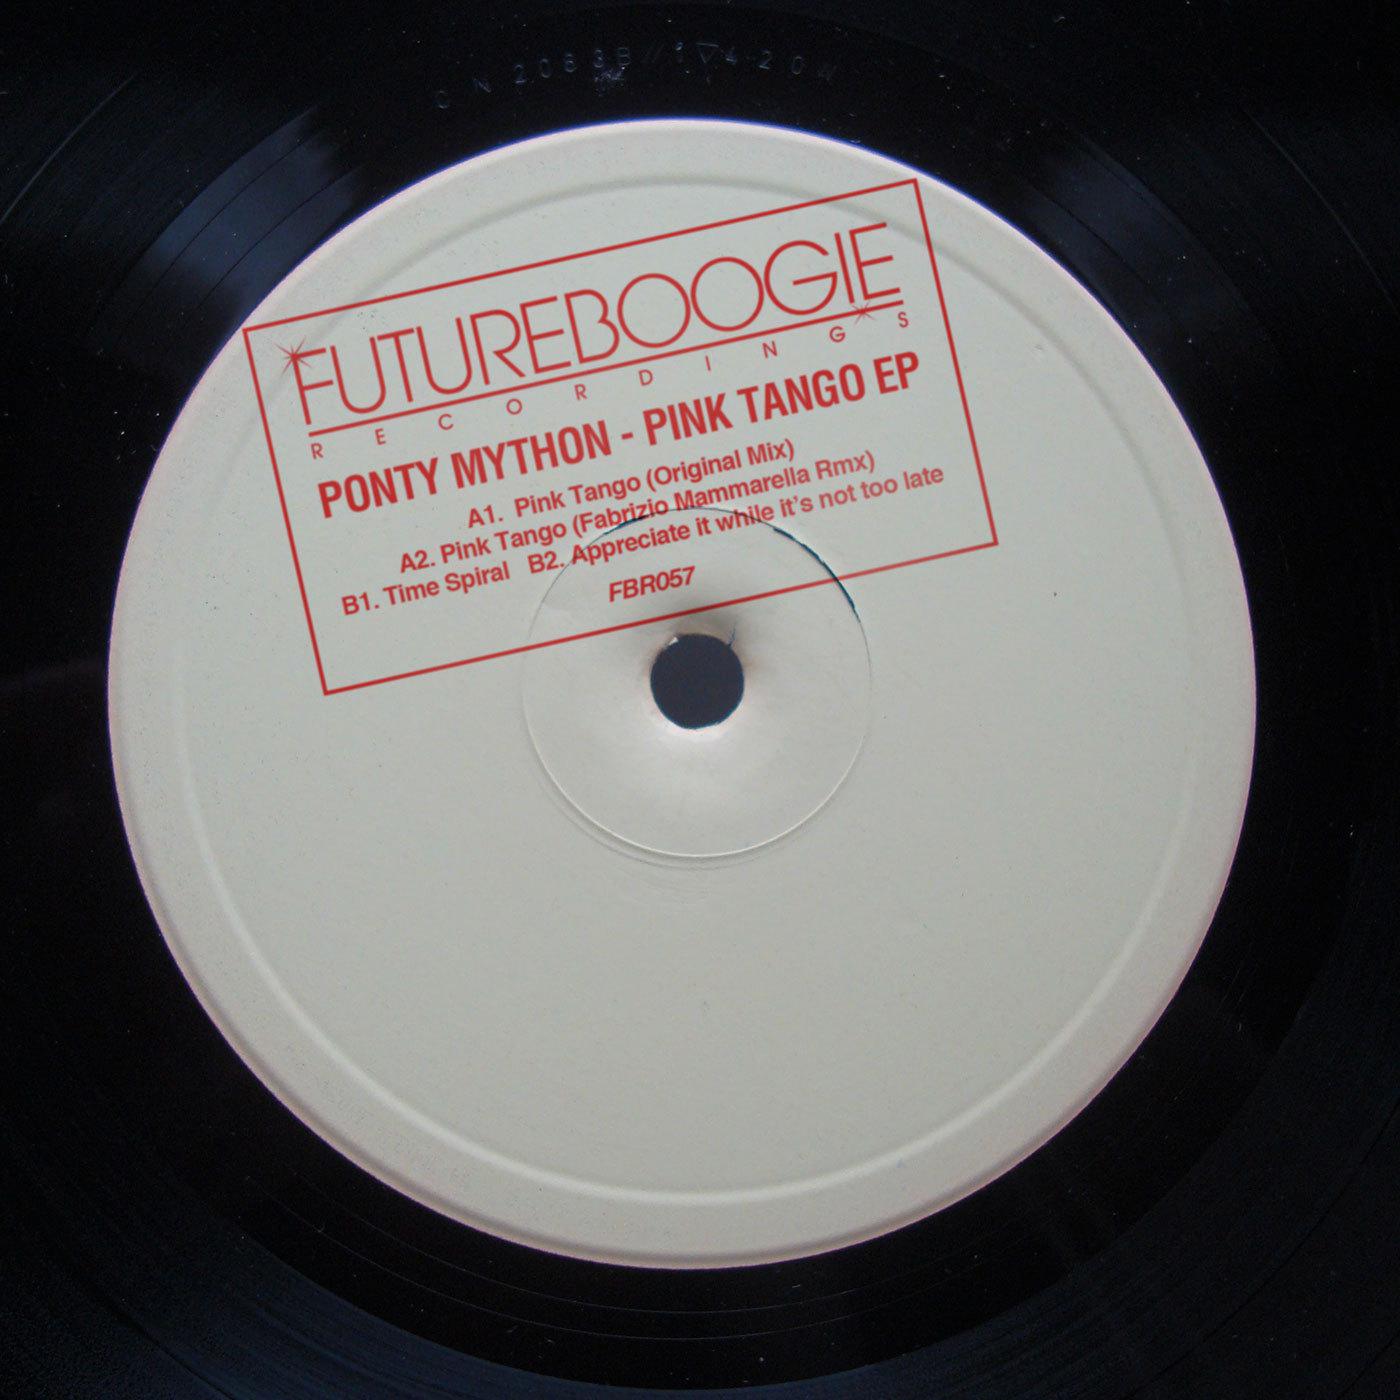 FUTUREBOOGIE
RECORDINGS
PONTY MYTHON - PINK TANGO EP
A1. Pink Tango (Original Mix)
A2. Pink Tango (Fabrizio Mammarella Rmx)
B1. Time Spiral B2. Appreciate it while it's not too late
FBR057